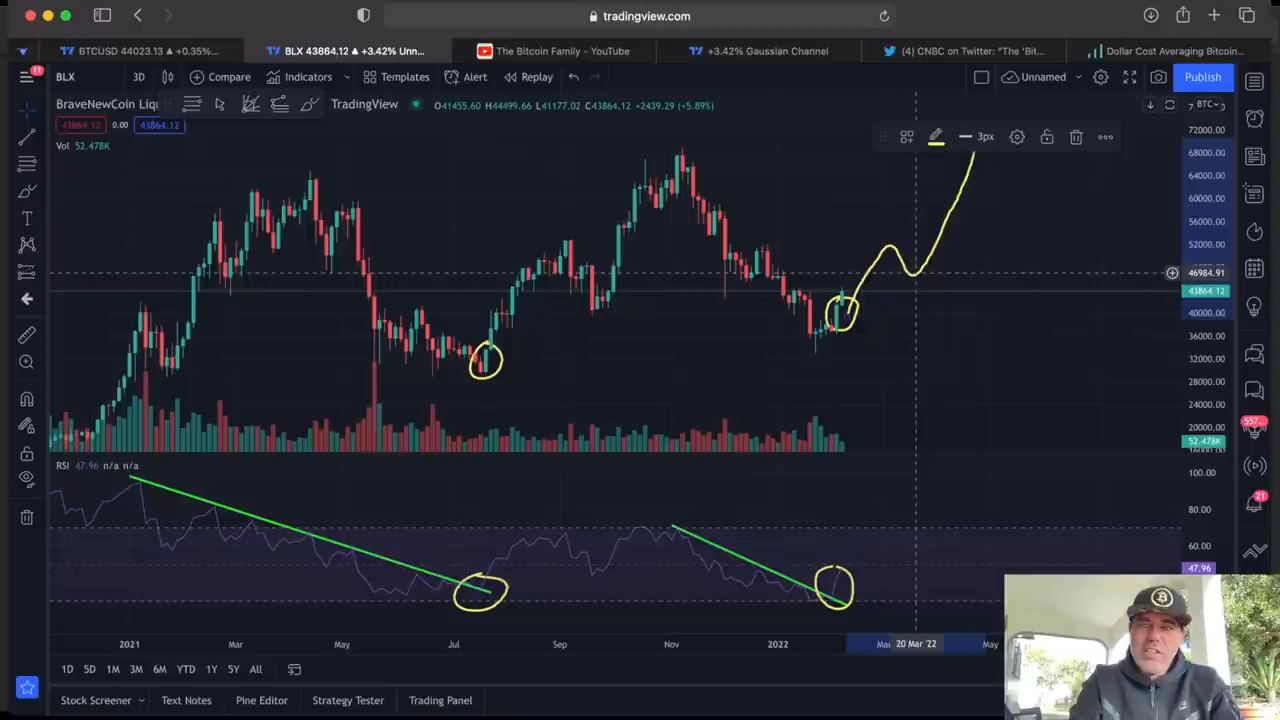 tradingview.com
BTCUSD 44023.13 ▲ +0.35%...
BLX 43864.12 ▲ +3.42% Unn...
The Bitcoin Family - YouTube
+3.42% Gaussian Channel
(4) CNBC on Twitter: "The 'Bit...
Dollar Cost Averaging Bitcoin...
11
BLX
3D
Compare
Indicators
Templates
Alert
Replay
Unnamed
Publish
BraveNewCoin Liqu
TradingView
O41455.60 H44499.66 L41177.02 C43864.12 +2439.29 (+5.89%)
BTC
43864.12
0.00
43864.12
3px
Vol 52.478K
72000.00
68000.00
64000.00
60000.00
56000.00
52000.00
46984.91
43864.12
40000.00
36000.00
32000.00
28000.00
24000.00
20000.00
52.478K
16000.00
557...
21
RSI 47.96 n/a n/a
100.00
80.00
60.00
47.96
2021
Mar
May
Jul
Sep
Nov
2022
Mar
20 Mar '22
May
1D
5D
1M
3M
6M
YTD
1Y
5Y
All
Stock Screener
Text Notes
Pine Editor
Strategy Tester
Trading Panel